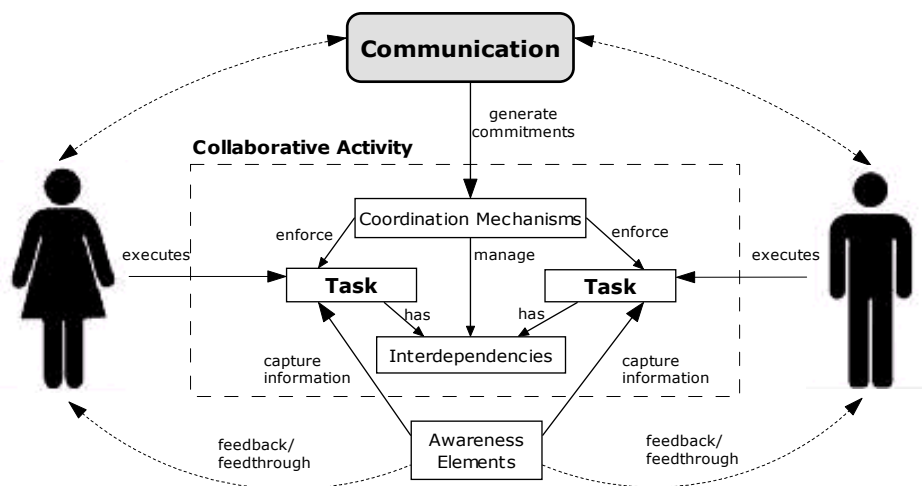 Communication
generate
commitments
Collaborative Activity
Coordination Mechanisms
enforce
enforce
executes
manage
executes
Task
Task
has
has
Interdependencies
capture
information
capture
information
Awareness
Elements
feedback/
feedthrough
feedback/
feedthrough